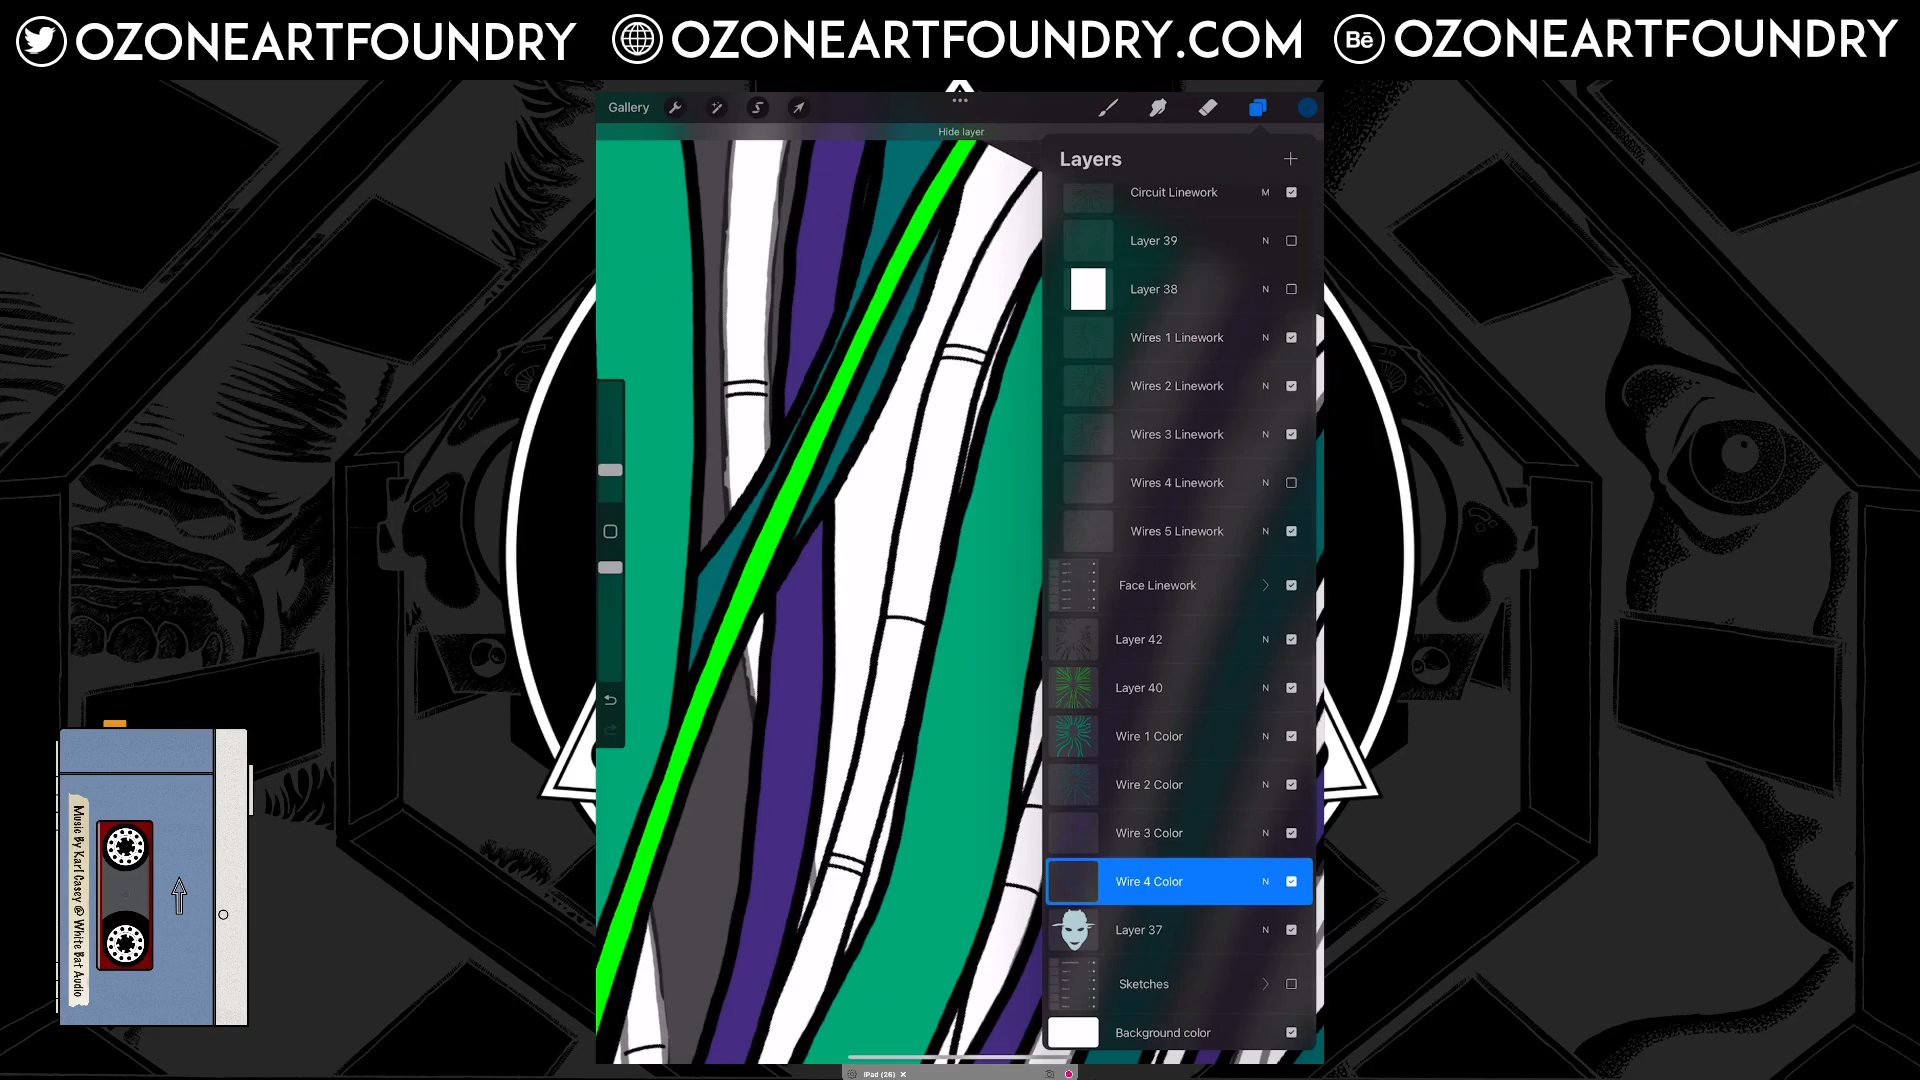 OZONEARTFOUNDRY
OZONEARTFOUNDRY.COM
Bē OZONEARTFOUNDRY
Gallery
Hide layer
Layers
Circuit Linework M
Layer 39 N
Layer 38 N
Wires 1 Linework N
Wires 2 Linework N
Wires 3 Linework N
Wires 4 Linework N
Wires 5 Linework N
Face Linework
Layer 42 N
Layer 40 N
Wire 1 Color N
Wire 2 Color N
Wire 3 Color N
Wire 4 Color N
Layer 37 N
Sketches
Background color
Music By Karl Casey @ White Bat Audio
iPad (26)